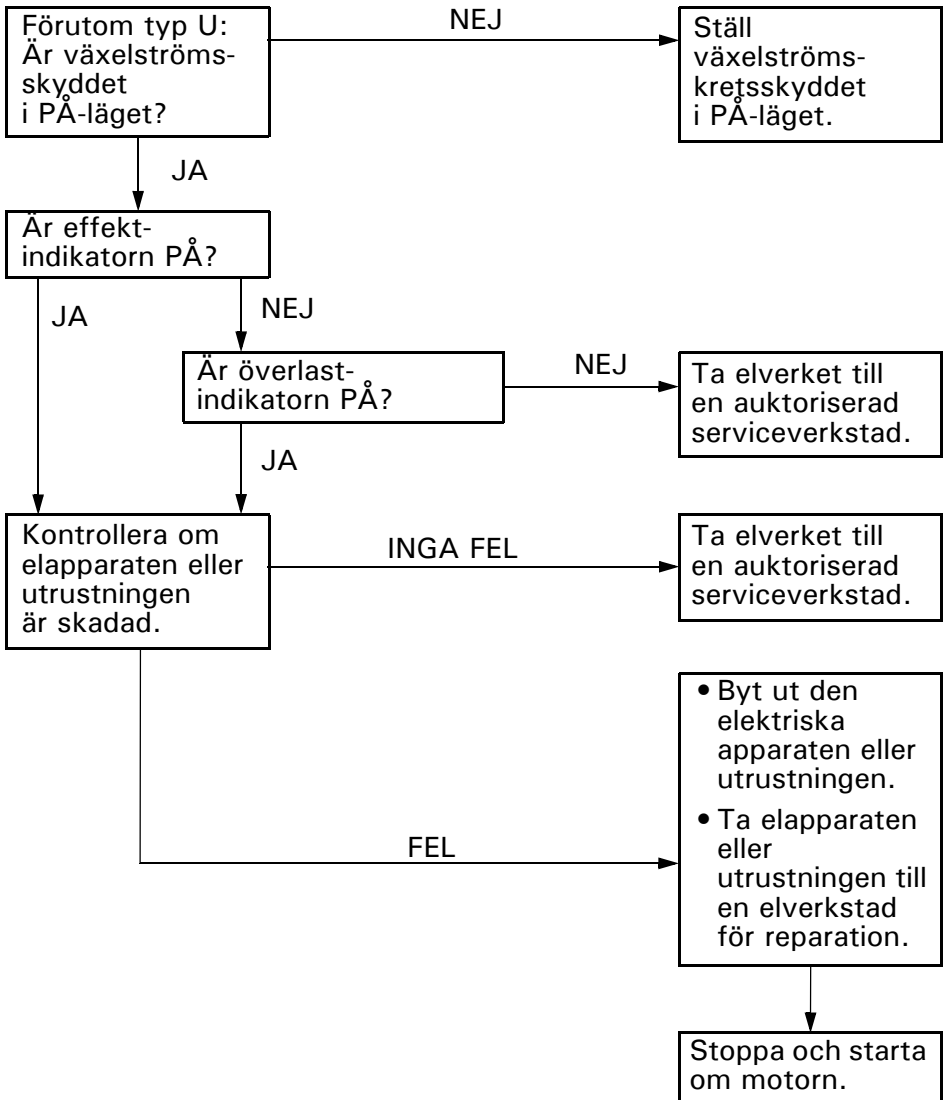 Förutom typ U:
Är växelströms-
skyddet
i PÅ-läget?
NEJ
Ställ
växelströms-
kretsskyddet
i PÅ-läget.
JA
Är effekt-
indikatorn PÅ?
JA
NEJ
Är överlast-
indikatorn PÅ?
NEJ
Ta elverket till
en auktoriserad
serviceverkstad.
JA
Kontrollera om
elapparaten eller
utrustningen
är skadad.
INGA FEL
Ta elverket till
en auktoriserad
serviceverkstad.
FEL
• Byt ut den
elektriska
apparaten eller
utrustningen.
• Ta elapparaten
eller
utrustningen till
en elverkstad
för reparation.
Stoppa och starta
om motorn.